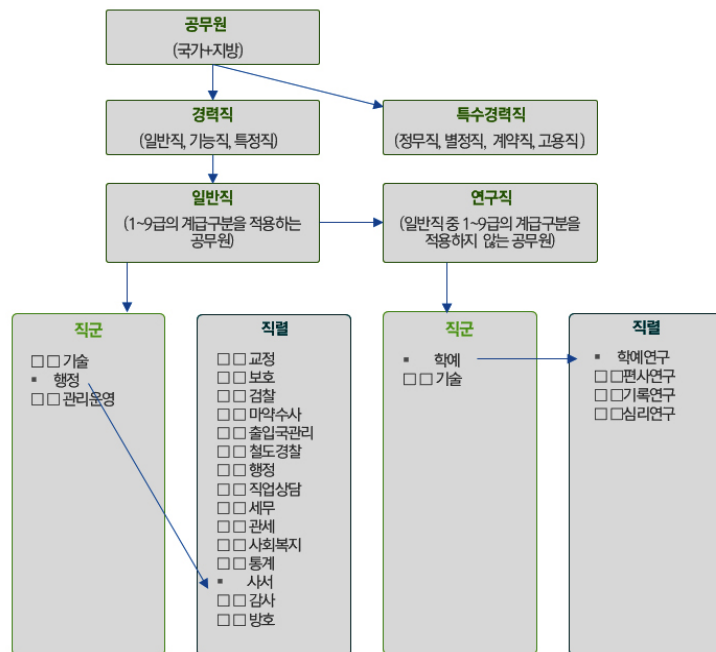 공무원
(국가+지방)
경력직
(일반직, 기능직, 특정직)
특수경력직
(정무직, 별정직, 계약직, 고용직)
일반직
(1~9급의 계급구분을 적용하는
공무원)
연구직
(일반직 중 1~9급의 계급구분을
적용하지 않는 공무원)
직군
□□기술
▪ 행정
□□관리운영
직렬
□□교정
□□보호
□□검찰
□□마약수사
□□출입국관리
□□철도경찰
□□행정
□□직업상담
□□세무
□□관세
□□사회복지
□□통계
▪ 사서
□□감사
□□방호
직군
▪ 학예
□□기술
직렬
▪ 학예연구
□□편사연구
□□기록연구
□□심리연구